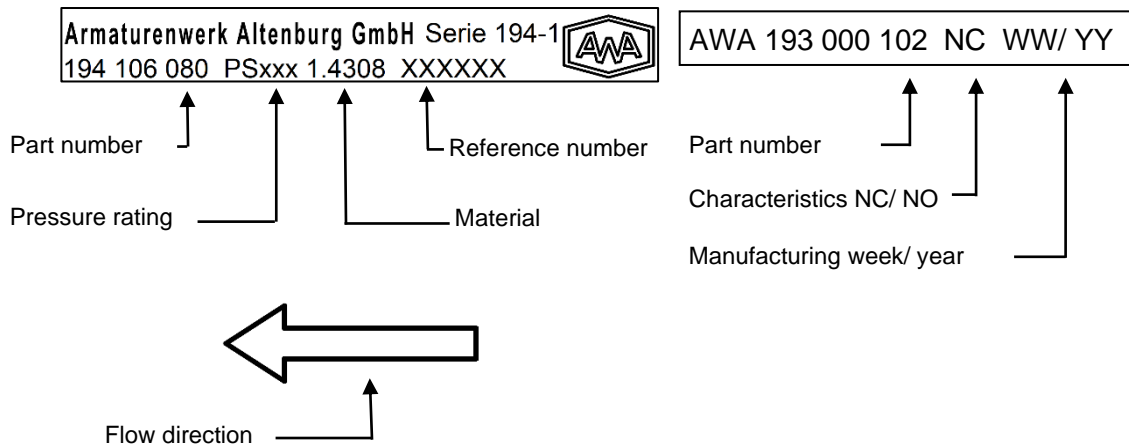 Armaturenwerk Altenburg GmbH Serie 194-1 AWA
194 106 080 PSxxx 1.4308 XXXXXX
Part number
Reference number
Pressure rating
Material
AWA 193 000 102 NC WW/ YY
Part number
Characteristics NC/ NO
Manufacturing week/ year
Flow direction